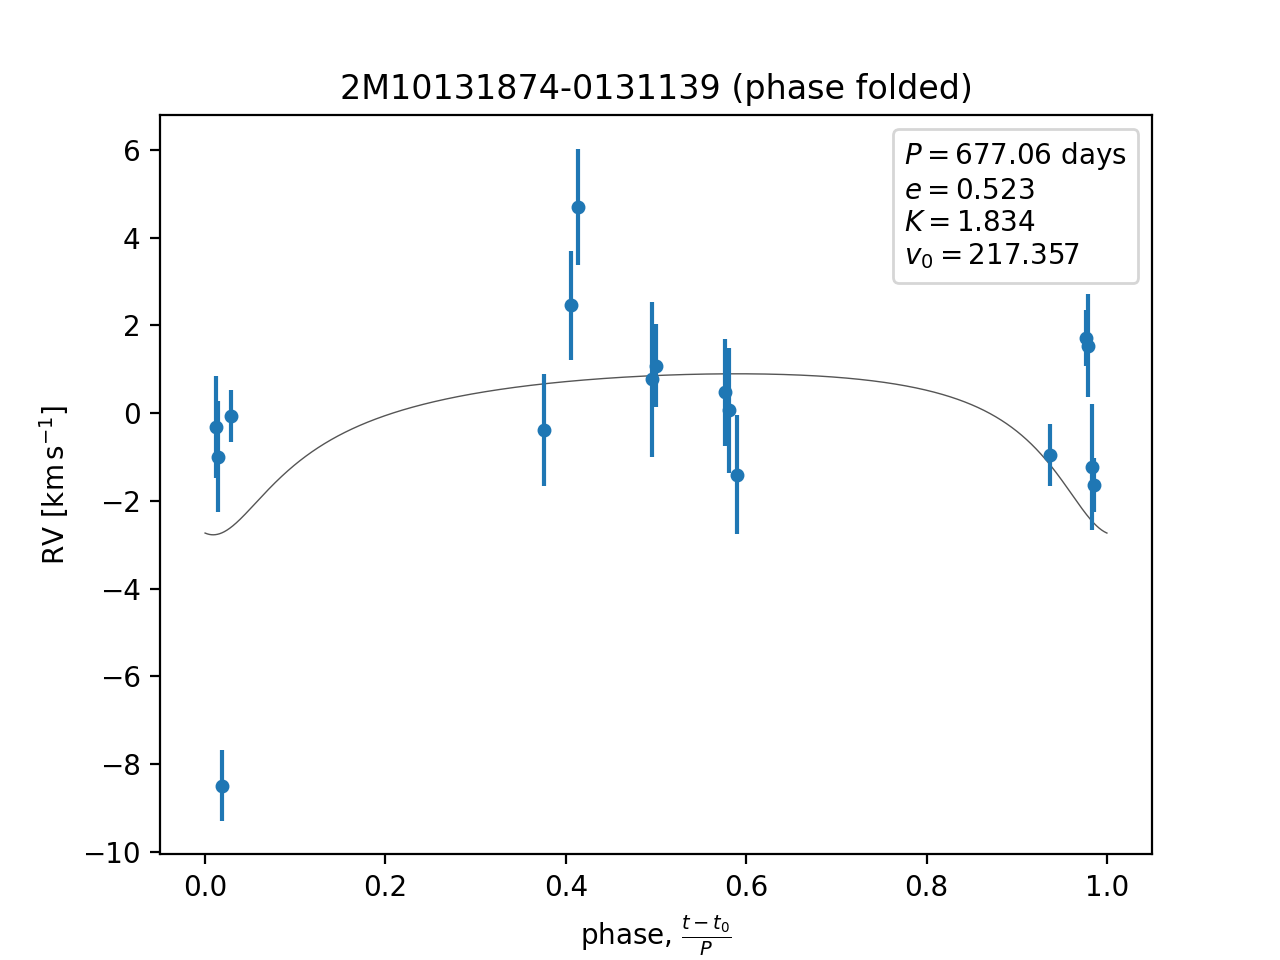 2M10131874-0131139 (phase folded)
P = 677.06 days
e = 0.523
K = 1.834
v₀ = 217.357
RV [km s⁻¹]
6
4
2
0
−2
−4
−6
−8
−10
0.0 0.2 0.4 0.6 0.8 1.0
phase, (t − t₀)/P